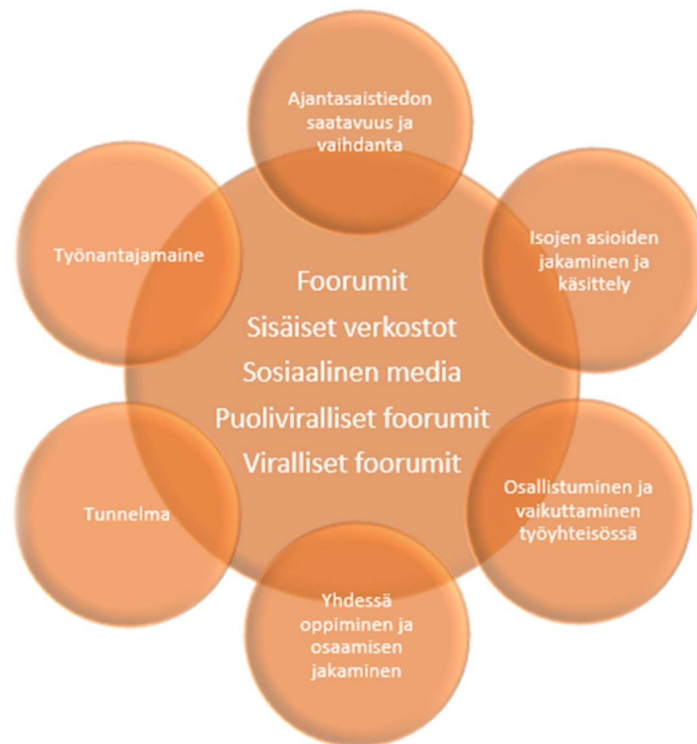 Ajantasaistiedon
saatavuus ja
vaihdanta
Isojen asioiden
jakaminen ja
käsittely
Osallistuminen ja
vaikuttaminen
työyhteisössä
Yhdessä
oppiminen ja
osaamisen
jakaminen
Tunnelma
Työnantajamaine
Foorumit
Sisäiset verkostot
Sosiaalinen media
Puoliviralliset foorumit
Viralliset foorumit